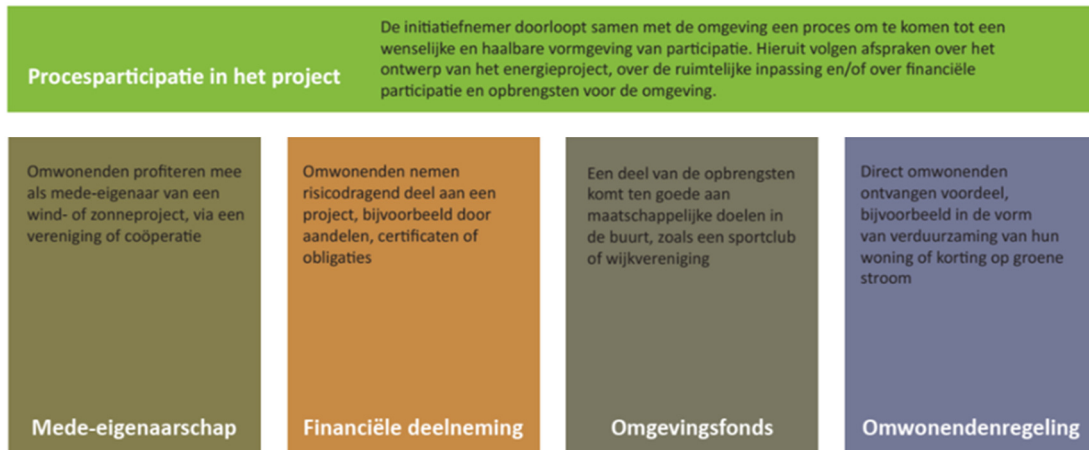 Procesparticipatie in het project
De initiatiefnemer doorloopt samen met de omgeving een proces om te komen tot een
wenselijke en haalbare vormgeving van participatie. Hieruit volgen afspraken over het
ontwerp van het energieproject, over de ruimtelijke inpassing en/of over financiële
participatie en opbrengsten voor de omgeving.
Omwonenden profiteren mee
als mede-eigenaar van een
wind- of zonneproject, via een
vereniging of coöperatie
Mede-eigenaarschap
Omwonenden nemen
risicodragend deel aan een
project, bijvoorbeeld door
aandelen, certificaten of
obligaties
Financiële deelneming
Een deel van de opbrengsten
komt ten goede aan
maatschappelijke doelen in
de buurt, zoals een sportclub
of wijkvereniging
Omgevingsfonds
Direct omwonenden
ontvangen voordeel,
bijvoorbeeld in de vorm
van verduurzaming van hun
woning of korting op groene
stroom
Omwonendenregeling